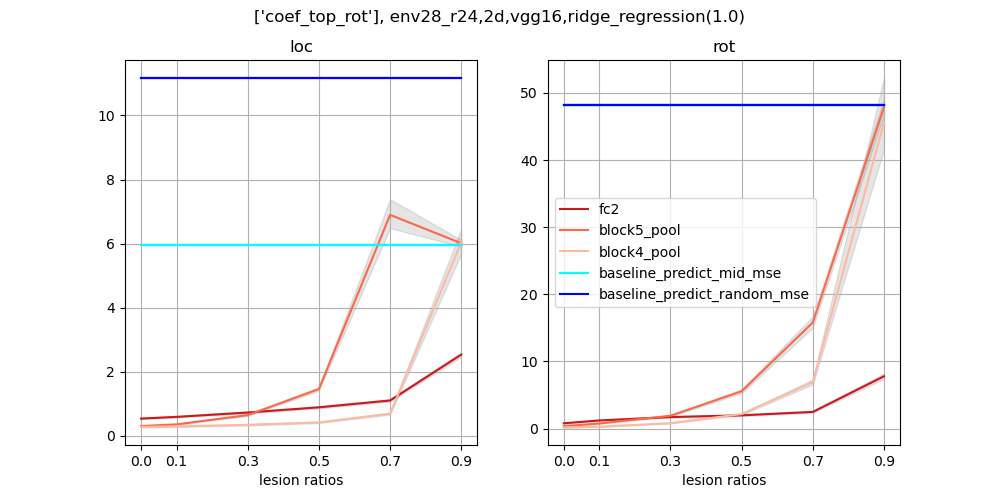 ['coef_top_rot'], env28_r24,2d,vgg16,ridge_regression(1.0)
loc
10
8
6
4
2
0
0.0 0.1 0.3 0.5 0.7 0.9
lesion ratios
rot
50
40
30
20
10
0
fc2
block5_pool
block4_pool
baseline_predict_mid_mse
baseline_predict_random_mse
0.0 0.1 0.3 0.5 0.7 0.9
lesion ratios